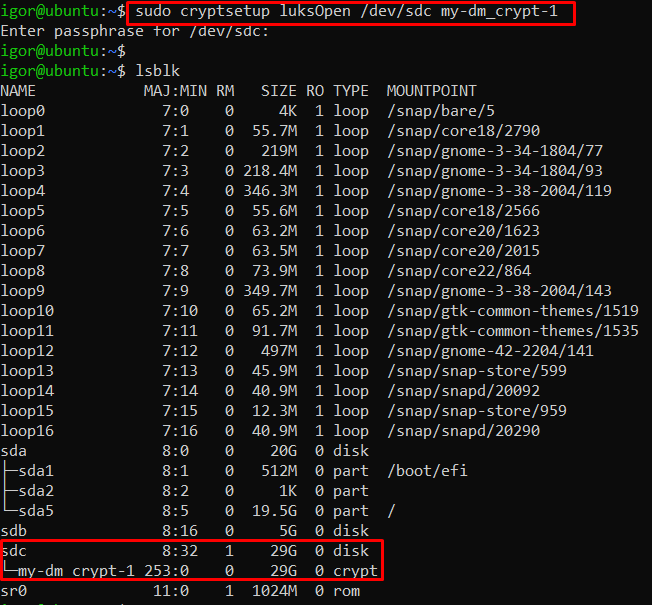 igor@ubuntu:~$ sudo cryptsetup luksOpen /dev/sdc my-dm_crypt-1
Enter passphrase for /dev/sdc:
igor@ubuntu:~$
igor@ubuntu:~$ lsblk
NAME             MAJ:MIN RM   SIZE RO TYPE  MOUNTPOINT
loop0              7:0    0     4K  1 loop  /snap/bare/5
loop1              7:1    0  55.7M  1 loop  /snap/core18/2790
loop2              7:2    0   219M  1 loop  /snap/gnome-3-34-1804/77
loop3              7:3    0 218.4M  1 loop  /snap/gnome-3-34-1804/93
loop4              7:4    0 346.3M  1 loop  /snap/gnome-3-38-2004/119
loop5              7:5    0  55.6M  1 loop  /snap/core18/2566
loop6              7:6    0  63.2M  1 loop  /snap/core20/1623
loop7              7:7    0  63.5M  1 loop  /snap/core20/2015
loop8              7:8    0  73.9M  1 loop  /snap/core22/864
loop9              7:9    0 349.7M  1 loop  /snap/gnome-3-38-2004/143
loop10             7:10   0  65.2M  1 loop  /snap/gtk-common-themes/1519
loop11             7:11   0  91.7M  1 loop  /snap/gtk-common-themes/1535
loop12             7:12   0   497M  1 loop  /snap/gnome-42-2204/141
loop13             7:13   0  45.9M  1 loop  /snap/snap-store/599
loop14             7:14   0  40.9M  1 loop  /snap/snapd/20092
loop15             7:15   0  12.3M  1 loop  /snap/snap-store/959
loop16             7:16   0  40.9M  1 loop  /snap/snapd/20290
sda                8:0    0    20G  0 disk
├─sda1             8:1    0   512M  0 part  /boot/efi
├─sda2             8:2    0     1K  0 part
└─sda5             8:5    0  19.5G  0 part  /
sdb                8:16   0     5G  0 disk
sdc                8:32   1    29G  0 disk
└─my-dm_crypt-1 253:0    0    29G  0 crypt
sr0               11:0    1  1024M  0 rom